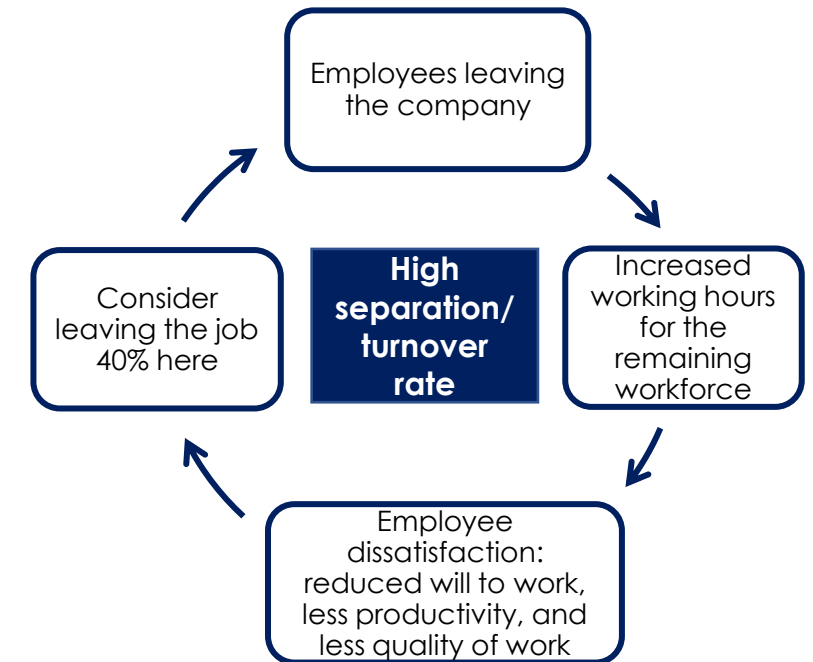 Employees leaving
the company
High
separation/
turnover
rate
Increased
working hours
for the
remaining
workforce
Consider
leaving the job
40% here
Employee
dissatisfaction:
reduced will to work,
less productivity, and
less quality of work